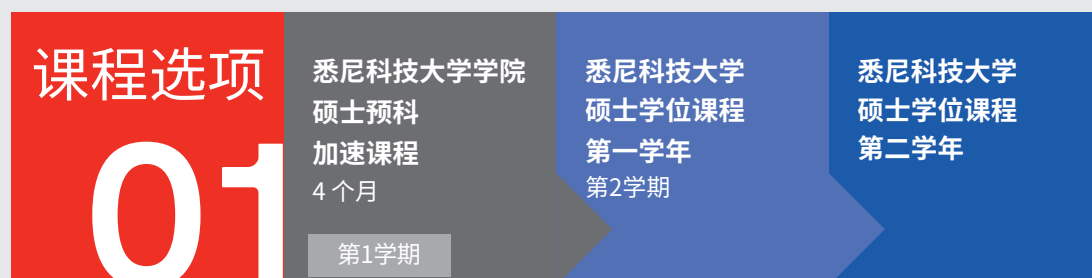 课程选项
01
悉尼科技大学学院
硕士预科
加速课程
4 个月
第1学期
悉尼科技大学
硕士学位课程
第一学年
第2学期
悉尼科技大学
硕士学位课程
第二学年